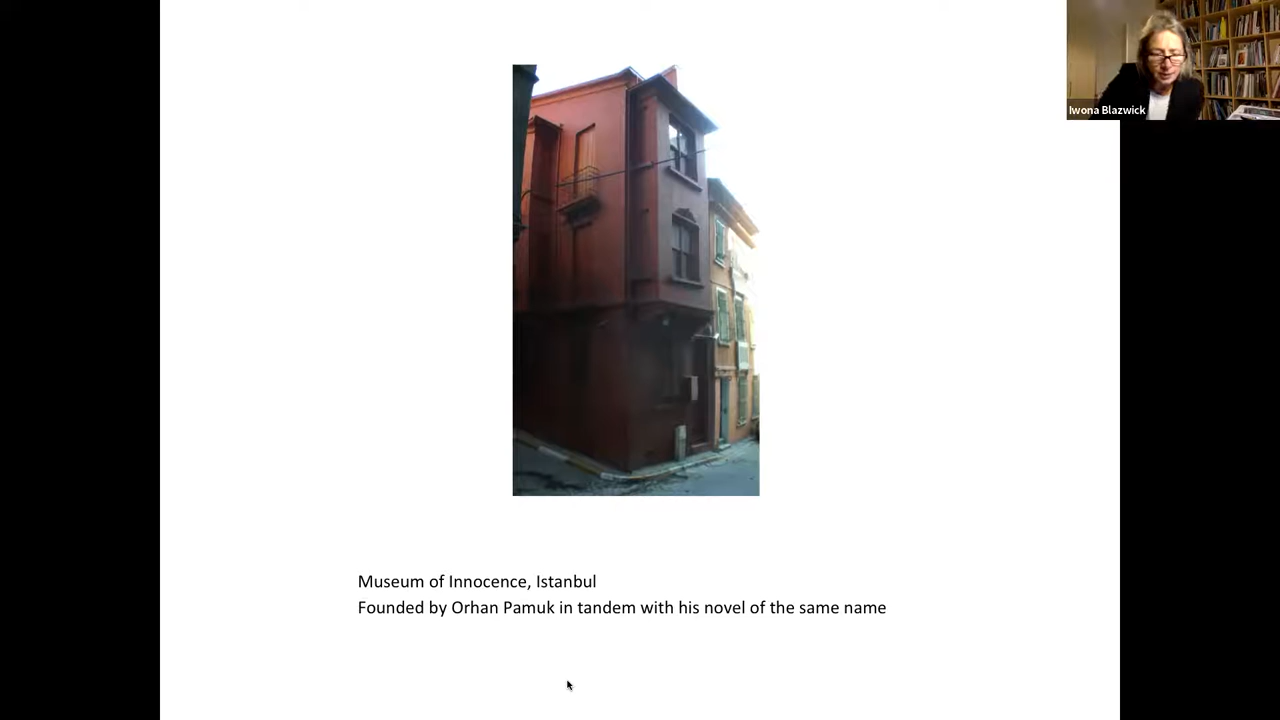 Iwona Blazwick
Museum of Innocence, Istanbul
Founded by Orhan Pamuk in tandem with his novel of the same name